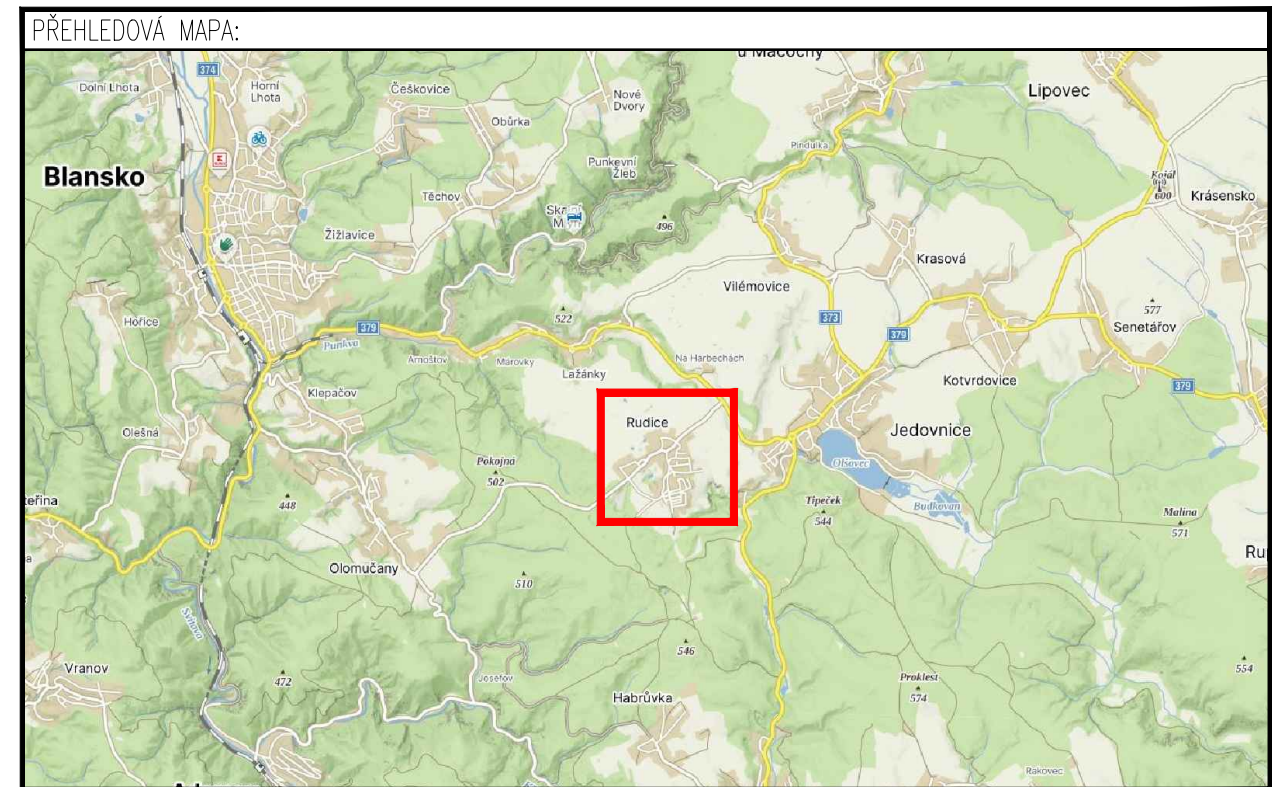 PŘEHLEDOVÁ MAPA:
u Macochy
374
Dolní Lhota
Horní
Lhota
Češkovice
Nové
Dvory
Lipovec
Obůrka
Pindulka
Blansko
Punkevní
Žleb
Kojál
600
Krásensko
Těchov
Skalní
Mlýn
496
Žižlavice
Krasová
Vilémovice
577
Hořice
522
373
379
Senetářov
379
Punkva
Arnoštov
Marovky
Na Harbechách
Lažánky
Kotvrdovice
379
Klepačov
Rudice
Jedovnice
Olešná
Pokojná
502
Olšovec
448
Tipeček
544
Budkovan
Malina
571
Olomučany
510
Svitava
546
Vranov
472
Josefov
Proklest
574
554
Habrůvka
Rakovec